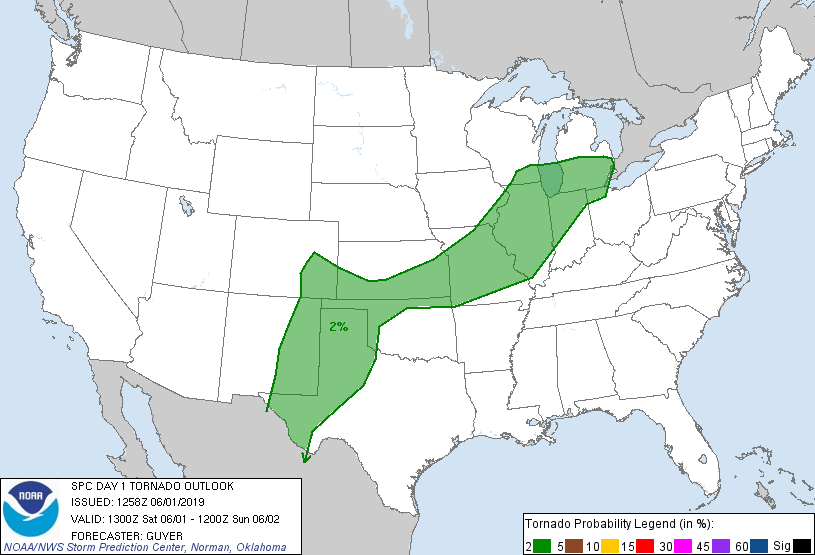 2%
NOAA
SPC DAY 1 TORNADO OUTLOOK
ISSUED: 1258Z 06/01/2019
VALID: 1300Z Sat 06/01 - 1200Z Sun 06/02
FORECASTER: GUYER
NOAA/NWS Storm Prediction Center, Norman, Oklahoma
Tornado Probability Legend (in %):
2 5 10 15 30 45 60 Sig